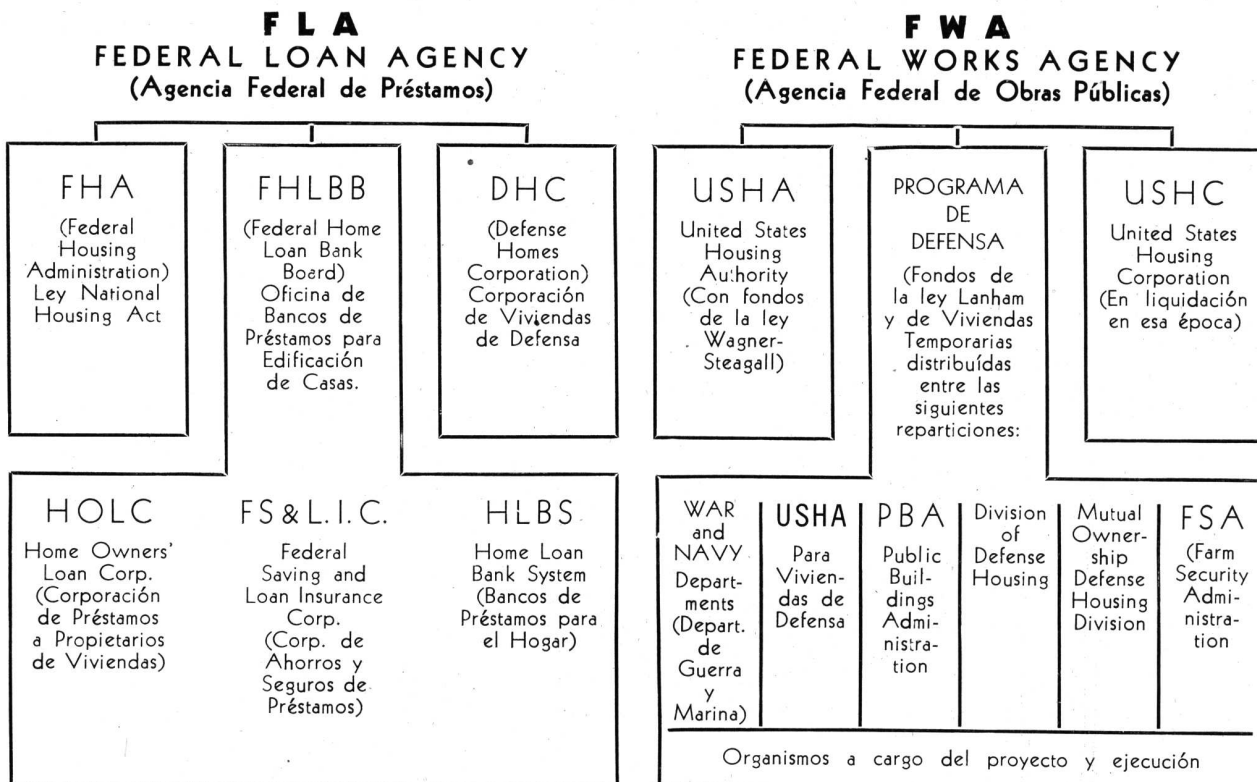 FLA
FEDERAL LOAN AGENCY
(Agencia Federal de Préstamos)
FHA
(Federal
Housing
Administration)
Ley National
Housing Act
FHLBB
(Federal Home
Loan Bank
Board)
Oficina de
Bancos de
Préstamos para
Edificación
de Casas.
DHC
(Defense
Homes
Corporation)
Corporación
de Viviendas
de Defensa
HOLC
Home Owners'
Loan Corp.
(Corporación
de Préstamos
a Propietarios
de Viviendas)
FS & L.I.C.
Federal
Saving and
Loan Insurance
Corp.
(Corp. de
Ahorros y
Seguros de
Préstamos)
HLBS
Home Loan
Bank System
(Bancos de
Préstamos para
el Hogar)
FWA
FEDERAL WORKS AGENCY
(Agencia Federal de Obras Públicas)
USHA
United States
Housing
Authority
(Con fondos
de la ley
Wagner-
Steagall)
PROGRAMA
DE
DEFENSA
(Fondos de
la ley Lanham
y de Viviendas
Temporarias
distribuídas
entre las
siguientes
reparticiones:
USHC
United States
Housing
Corporation
(En liquidación
en esa época)
WAR
and
NAVY
Depart-
ments
(Depart.
de
Guerra
y
Marina)
USHA
Para
Vivien-
das de
Defensa
PBA
Public
Buil-
dings
Admi-
nistra-
tion
Division
of
Defense
Housing
Mutual
Owner-
ship
Defense
Housing
Division
FSA
(Farm
Security
Admi-
nistra-
tion
Organismos a cargo del proyecto y ejecución